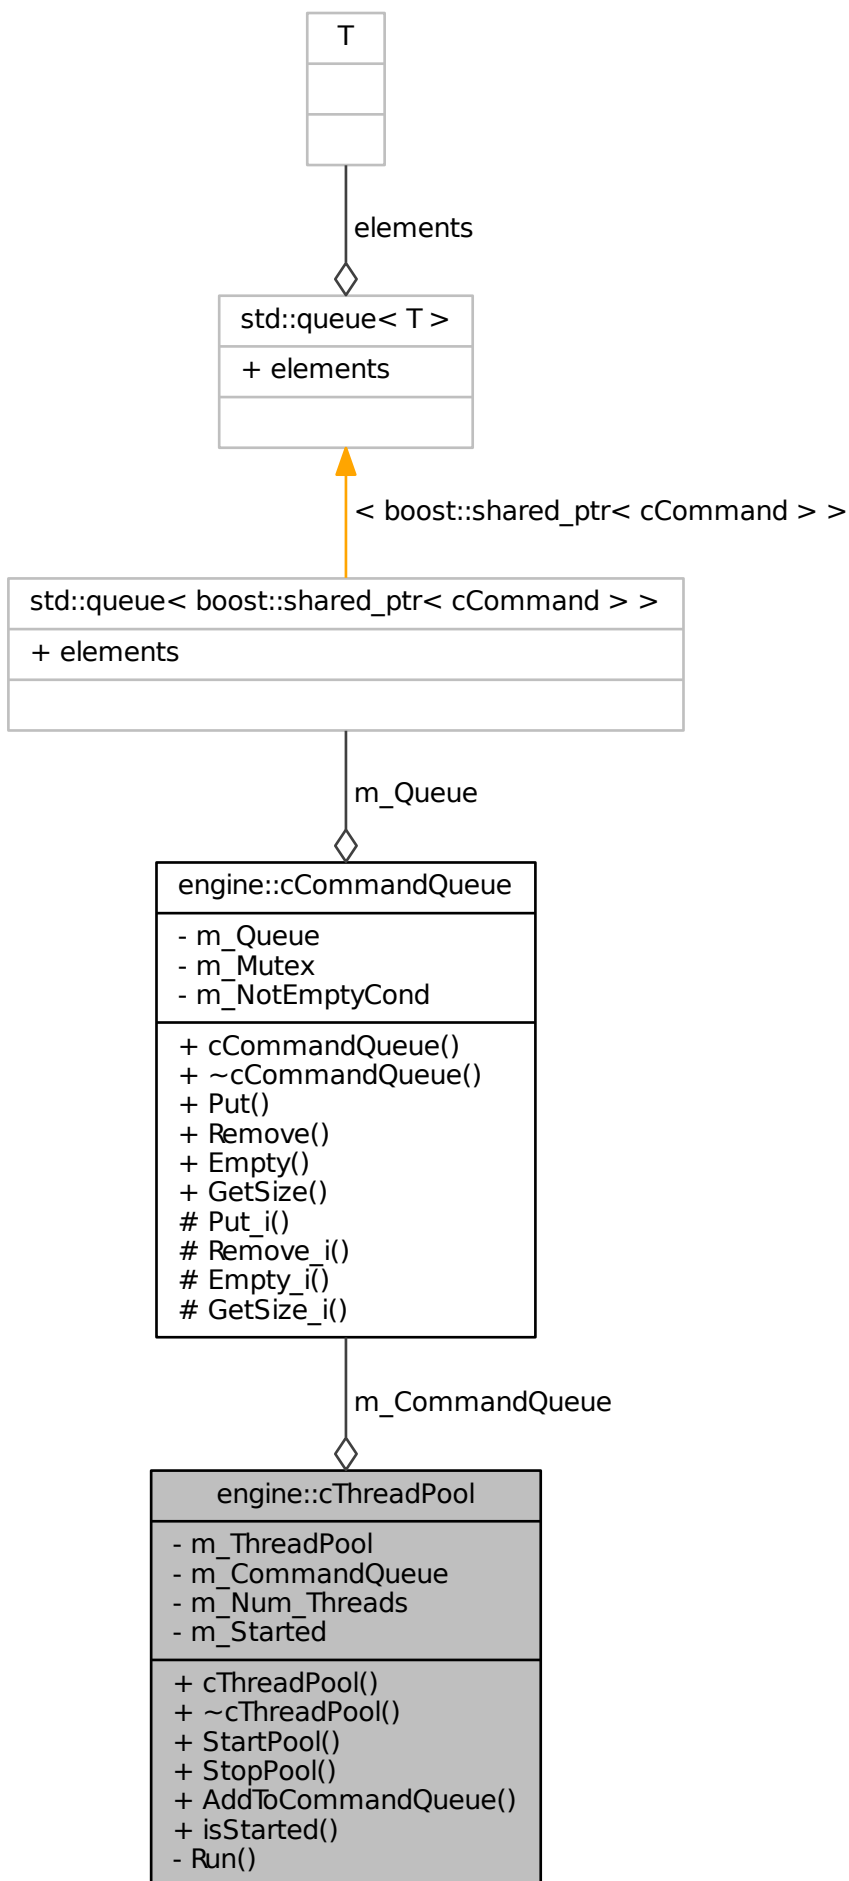 T
elements
std::queue< T >
+ elements
< boost::shared_ptr< cCommand > >
std::queue< boost::shared_ptr< cCommand > >
+ elements
m_Queue
engine::cCommandQueue
- m_Queue
- m_Mutex
- m_NotEmptyCond
+ cCommandQueue()
+ ~cCommandQueue()
+ Put()
+ Remove()
+ Empty()
+ GetSize()
# Put_i()
# Remove_i()
# Empty_i()
# GetSize_i()
m_CommandQueue
engine::cThreadPool
- m_ThreadPool
- m_CommandQueue
- m_Num_Threads
- m_Started
+ cThreadPool()
+ ~cThreadPool()
+ StartPool()
+ StopPool()
+ AddToCommandQueue()
+ isStarted()
- Run()